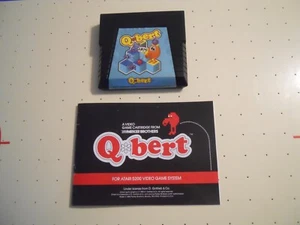 Q*bert
Q*bert
A VIDEO
GAME CARTRIDGE FROM
PARKER BROTHERS
Q*bert
FOR ATARI 5200 VIDEO GAME SYSTEM